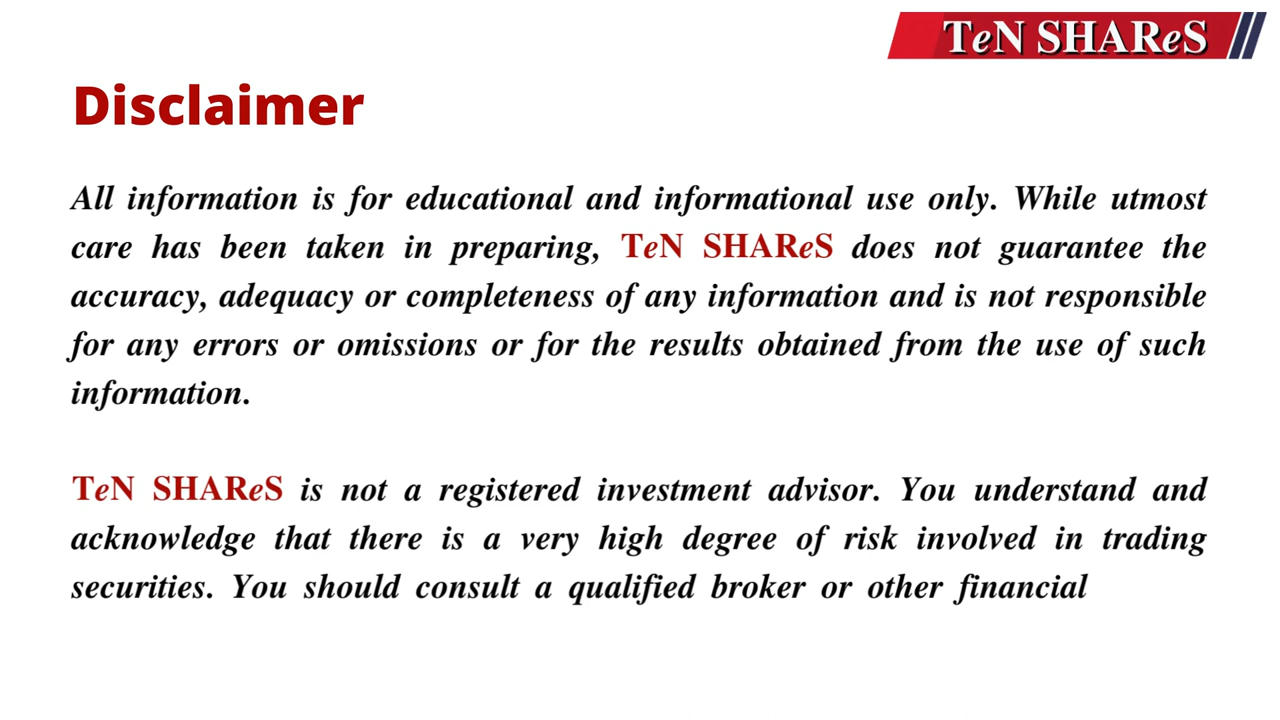 TeN SHAReS
Disclaimer
All information is for educational and informational use only. While utmost
care has been taken in preparing, TeN SHAReS does not guarantee the
accuracy, adequacy or completeness of any information and is not responsible
for any errors or omissions or for the results obtained from the use of such
information.
TeN SHAReS is not a registered investment advisor. You understand and
acknowledge that there is a very high degree of risk involved in trading
securities. You should consult a qualified broker or other financial